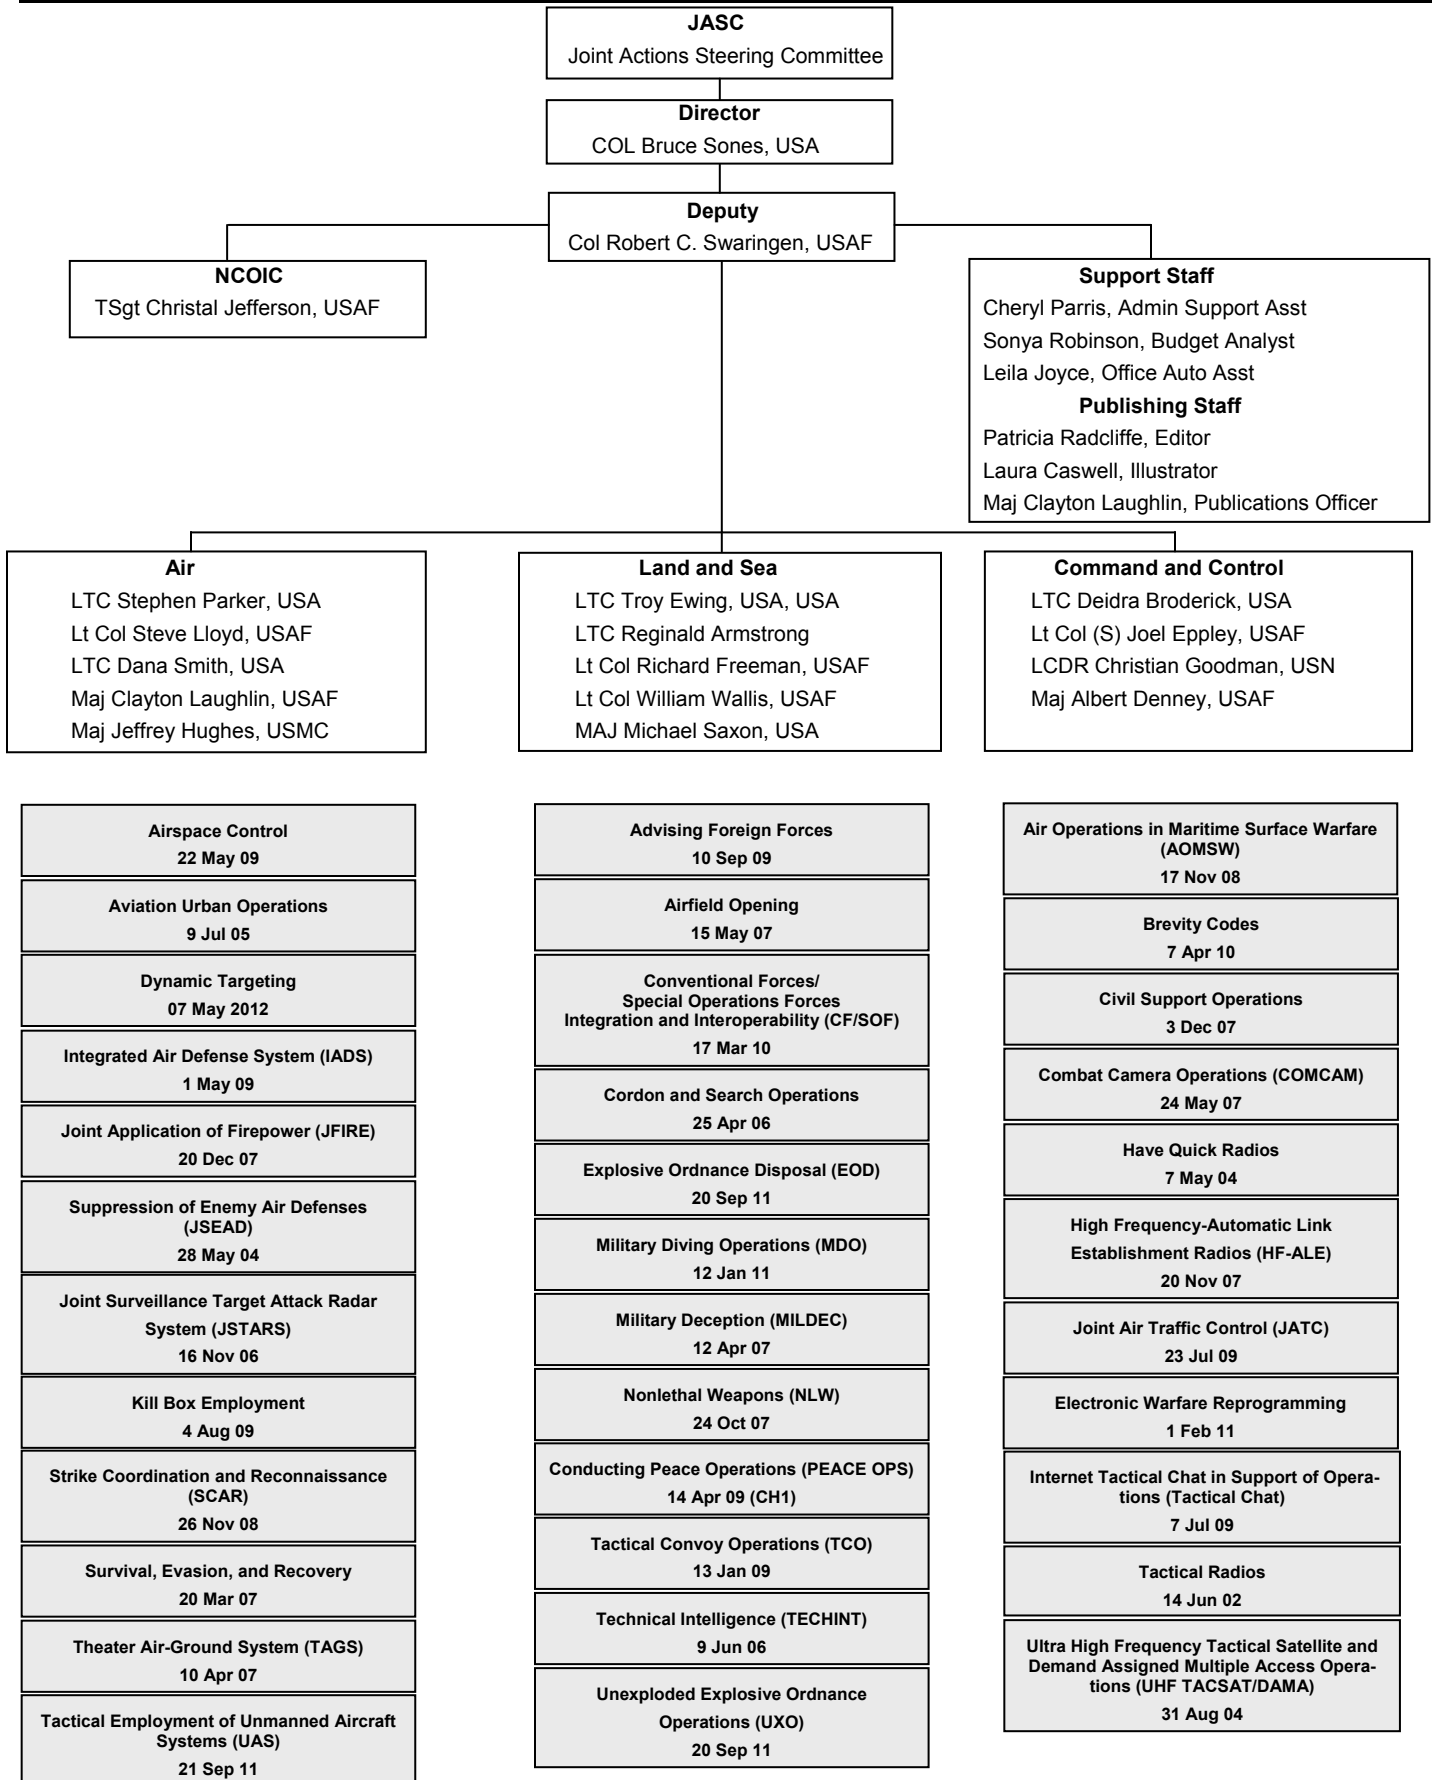 JASC
Joint Actions Steering Committee
Director
COL Bruce Sones, USA
Deputy
Col Robert C. Swaringen, USAF
NCOIC
TSgt Christal Jefferson, USAF
Support Staff
Cheryl Parris, Admin Support Asst
Sonya Robinson, Budget Analyst
Leila Joyce, Office Auto Asst
Publishing Staff
Patricia Radcliffe, Editor
Laura Caswell, Illustrator
Maj Clayton Laughlin, Publications Officer
Air
LTC Stephen Parker, USA
Lt Col Steve Lloyd, USAF
LTC Dana Smith, USA
Maj Clayton Laughlin, USAF
Maj Jeffrey Hughes, USMC
Land and Sea
LTC Troy Ewing, USA, USA
LTC Reginald Armstrong
Lt Col Richard Freeman, USAF
Lt Col William Wallis, USAF
MAJ Michael Saxon, USA
Command and Control
LTC Deidra Broderick, USA
Lt Col (S) Joel Eppley, USAF
LCDR Christian Goodman, USN
Maj Albert Denney, USAF
Airspace Control
22 May 09
Aviation Urban Operations
9 Jul 05
Dynamic Targeting
07 May 2012
Integrated Air Defense System (IADS)
1 May 09
Joint Application of Firepower (JFIRE)
20 Dec 07
Suppression of Enemy Air Defenses
(JSEAD)
28 May 04
Joint Surveillance Target Attack Radar
System (JSTARS)
16 Nov 06
Kill Box Employment
4 Aug 09
Strike Coordination and Reconnaissance
(SCAR)
26 Nov 08
Survival, Evasion, and Recovery
20 Mar 07
Theater Air-Ground System (TAGS)
10 Apr 07
Tactical Employment of Unmanned Aircraft
Systems (UAS)
21 Sep 11
Advising Foreign Forces
10 Sep 09
Airfield Opening
15 May 07
Conventional Forces/
Special Operations Forces
Integration and Interoperability (CF/SOF)
17 Mar 10
Cordon and Search Operations
25 Apr 06
Explosive Ordnance Disposal (EOD)
20 Sep 11
Military Diving Operations (MDO)
12 Jan 11
Military Deception (MILDEC)
12 Apr 07
Nonlethal Weapons (NLW)
24 Oct 07
Conducting Peace Operations (PEACE OPS)
14 Apr 09 (CH1)
Tactical Convoy Operations (TCO)
13 Jan 09
Technical Intelligence (TECHINT)
9 Jun 06
Unexploded Explosive Ordnance
Operations (UXO)
20 Sep 11
Air Operations in Maritime Surface Warfare
(AOMSW)
17 Nov 08
Brevity Codes
7 Apr 10
Civil Support Operations
3 Dec 07
Combat Camera Operations (COMCAM)
24 May 07
Have Quick Radios
7 May 04
High Frequency-Automatic Link
Establishment Radios (HF-ALE)
20 Nov 07
Joint Air Traffic Control (JATC)
23 Jul 09
Electronic Warfare Reprogramming
1 Feb 11
Internet Tactical Chat in Support of Opera-
tions (Tactical Chat)
7 Jul 09
Tactical Radios
14 Jun 02
Ultra High Frequency Tactical Satellite and
Demand Assigned Multiple Access Opera-
tions (UHF TACSAT/DAMA)
31 Aug 04